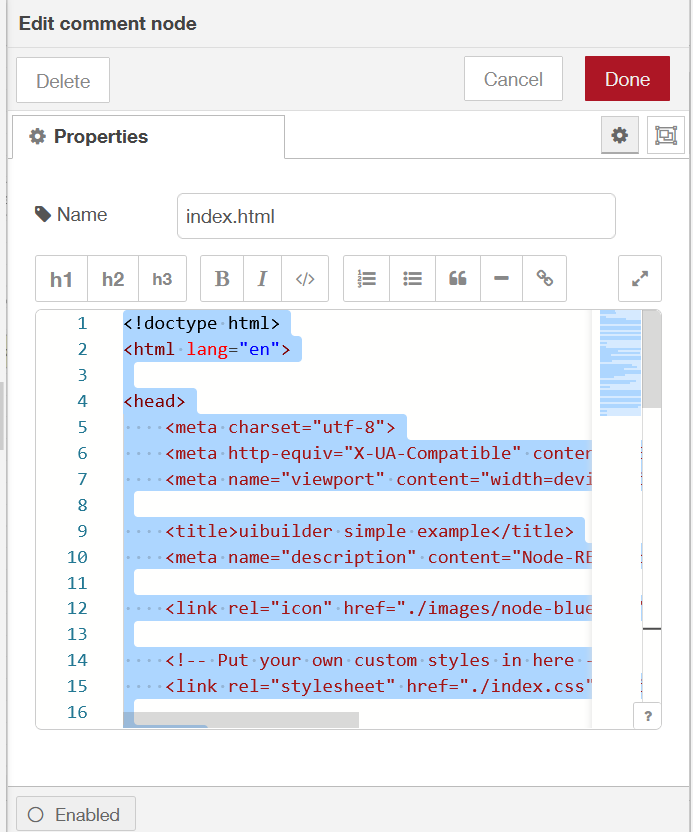 Edit comment node
Delete
Cancel
Done
Properties
Name
index.html
h1 h2 h3 B I </>
1 <!doctype html>
2 <html lang="en">
3
4 <head>
5 <meta charset="utf-8">
6 <meta http-equiv="X-UA-Compatible" conten
7 <meta name="viewport" content="width=devi
8
9 <title>uibuilder simple example</title>
10 <meta name="description" content="Node-RE
11
12 <link rel="icon" href="./images/node-blue
13
14 <!-- Put your own custom styles in here -
15 <link rel="stylesheet" href="./index.css"
16
?
Enabled